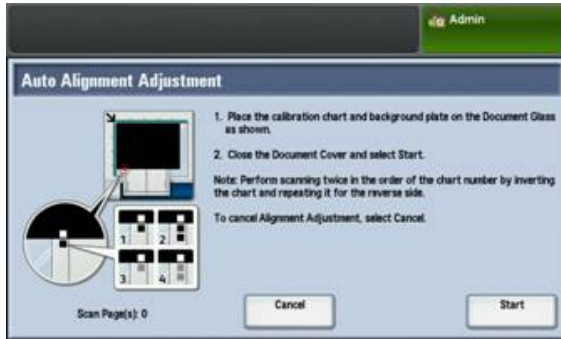 Admin
Auto Alignment Adjustment
1. Place the calibration chart and background plate on the Document Glass
as shown.
2. Close the Document Cover and select Start.
Note: Perform scanning twice in the order of the chart number by inverting
the chart and repeating it for the reverse side.
To cancel Alignment Adjustment, select Cancel.
1 2
3 4
Scan Page(s): 0
Cancel
Start